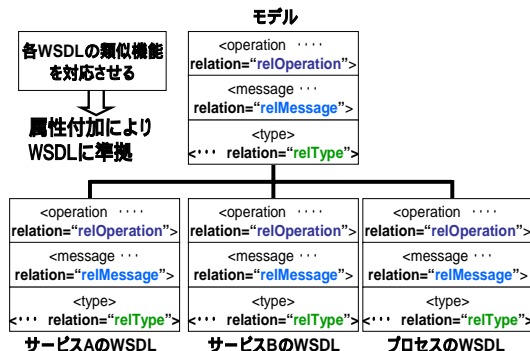 モデル
各WSDLの類似機能
を対応させる
属性付加により
WSDLに準拠
<operation ····
relation=“relOperation”>
<message ···
relation=“relMessage”>
<type>
<··· relation=“relType”>
<operation ····
relation=“relOperation”>
<message ···
relation=“relMessage”>
<type>
<··· relation=“relType”>
サービスAのWSDL
<operation ····
relation=“relOperation”>
<message ···
relation=“relMessage”>
<type>
<··· relation=“relType”>
サービスBのWSDL
<operation ····
relation=“relOperation”>
<message ···
relation=“relMessage”>
<type>
<··· relation=“relType”>
プロセスのWSDL